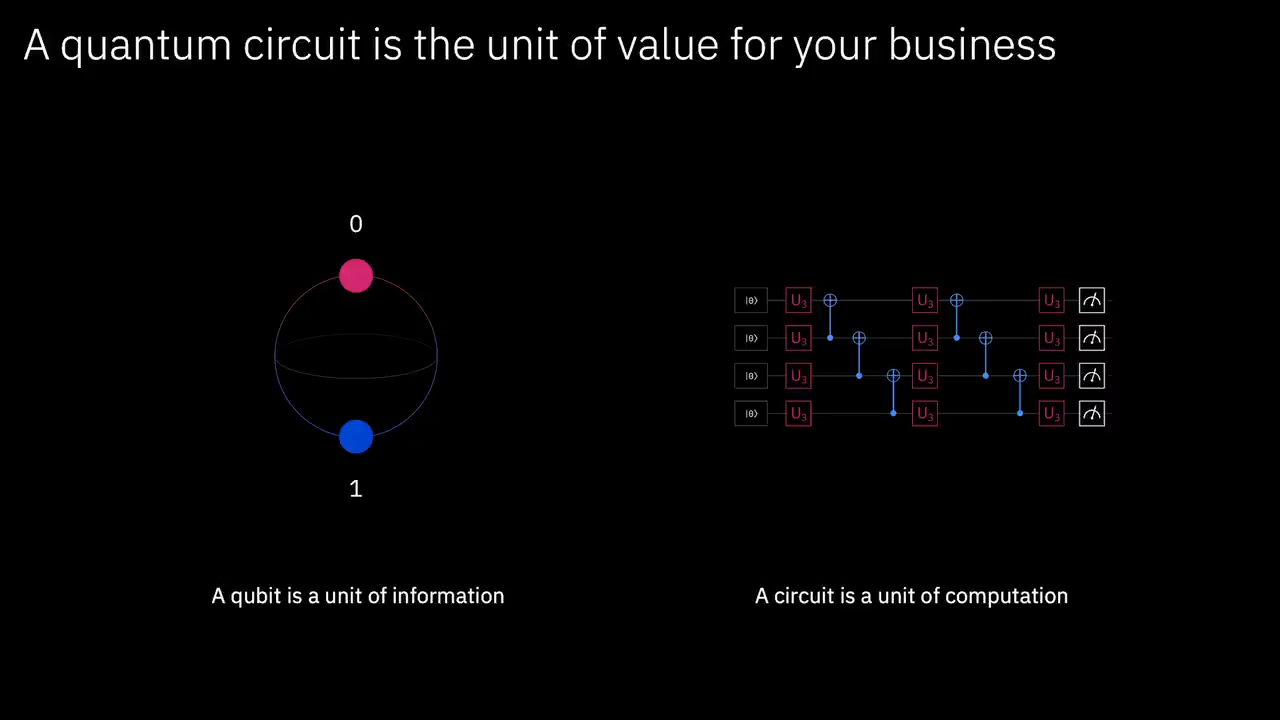 A quantum circuit is the unit of value for your business
0
1
|0⟩ U₃ U₃ U₃
|0⟩ U₃ U₃ U₃
|0⟩ U₃ U₃ U₃
|0⟩ U₃ U₃ U₃
A qubit is a unit of information
A circuit is a unit of computation